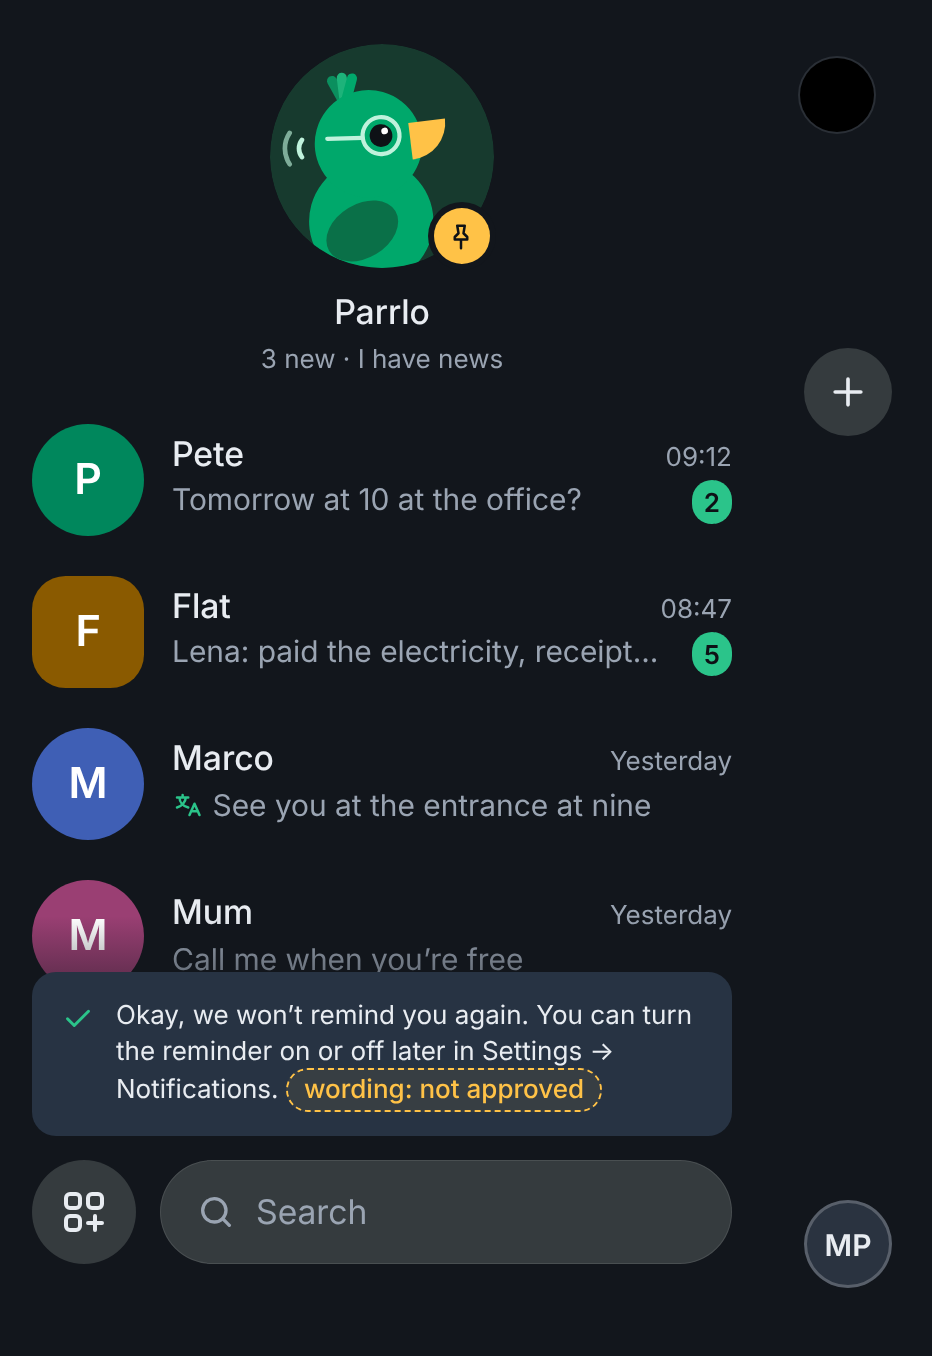 Parrlo
3 new · I have news
P
Pete
09:12
Tomorrow at 10 at the office?
2
F
Flat
08:47
Lena: paid the electricity, receipt...
5
M
Marco
Yesterday
See you at the entrance at nine
M
Mum
Yesterday
Call me when you’re free
Okay, we won’t remind you again. You can turn
the reminder on or off later in Settings →
Notifications. wording: not approved
Search
MP